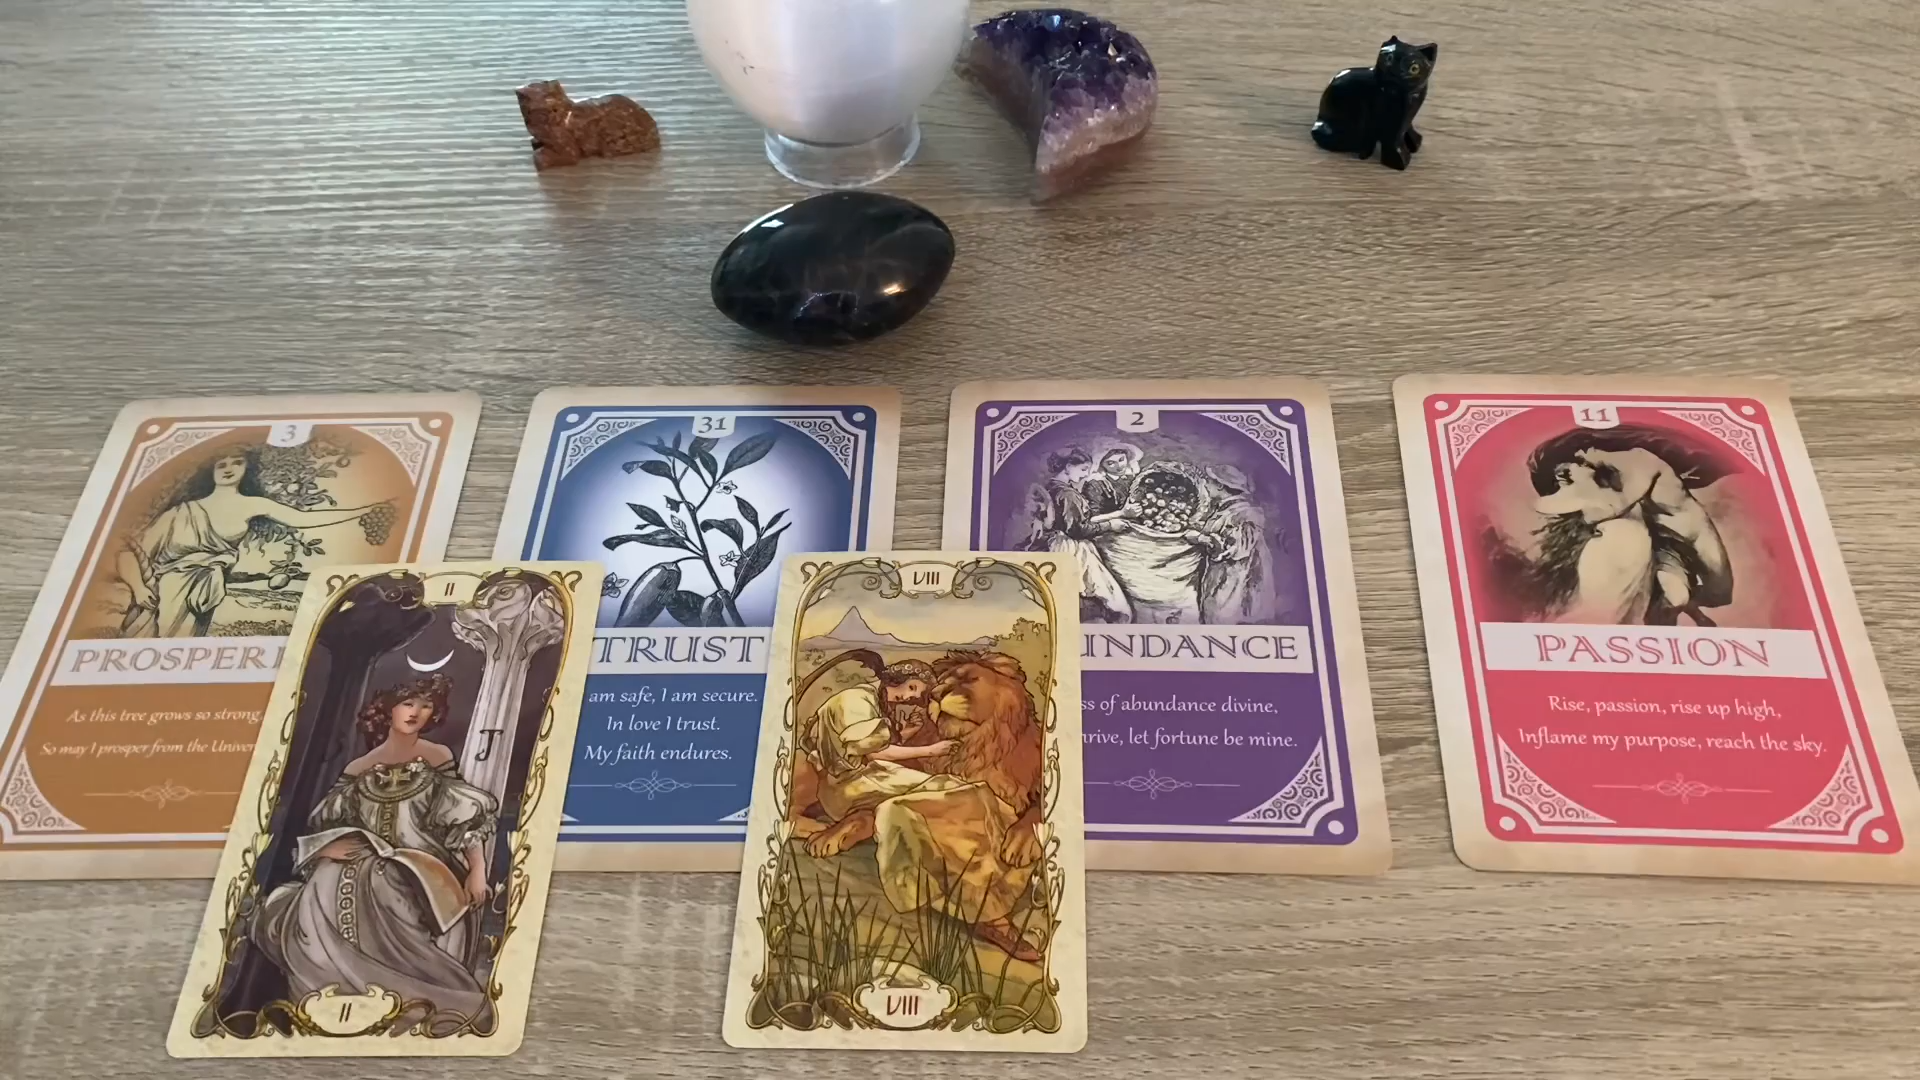 3
PROSPERI
As this tree grows so strong,
So may I prosper from the Univer
31
TRUST
am safe, I am secure.
In love I trust.
My faith endures.
2
UNDANCE
of abundance divine,
let fortune be mine.
11
PASSION
Rise, passion, rise up high,
Inflame my purpose, reach the sky.
II
J
II
VIII
VIII